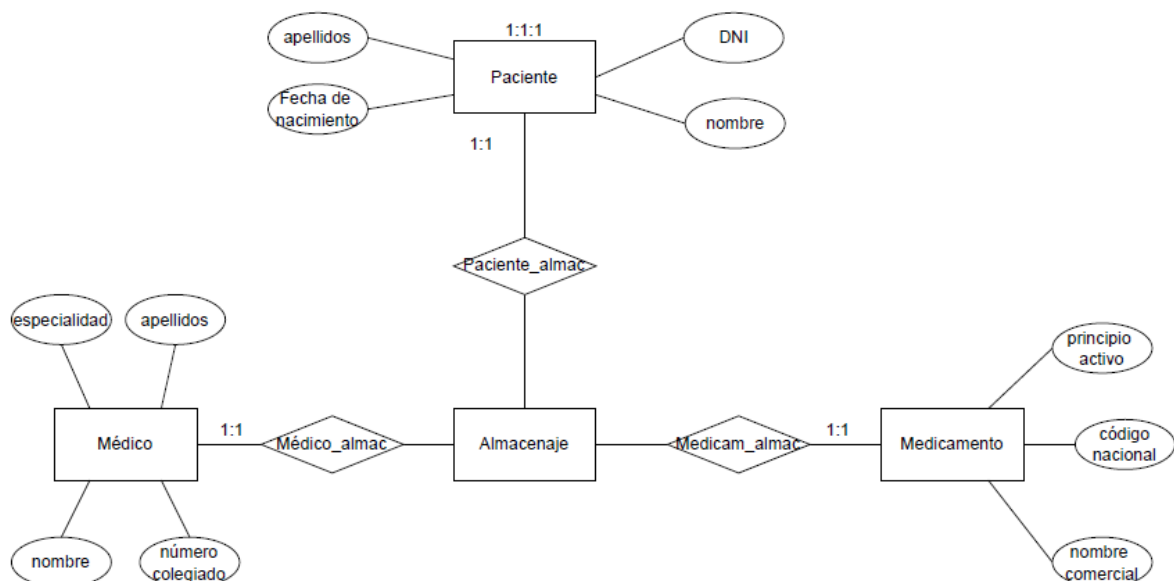 1:1:1
apellidos
DNI
Paciente
Fecha de
nacimiento
nombre
1:1
Paciente_almac
especialidad
apellidos
principio
activo
Médico
1:1
Médico_almac
Almacenaje
Medicam_almac
1:1
Medicamento
código
nacional
nombre
número
colegiado
nombre
comercial